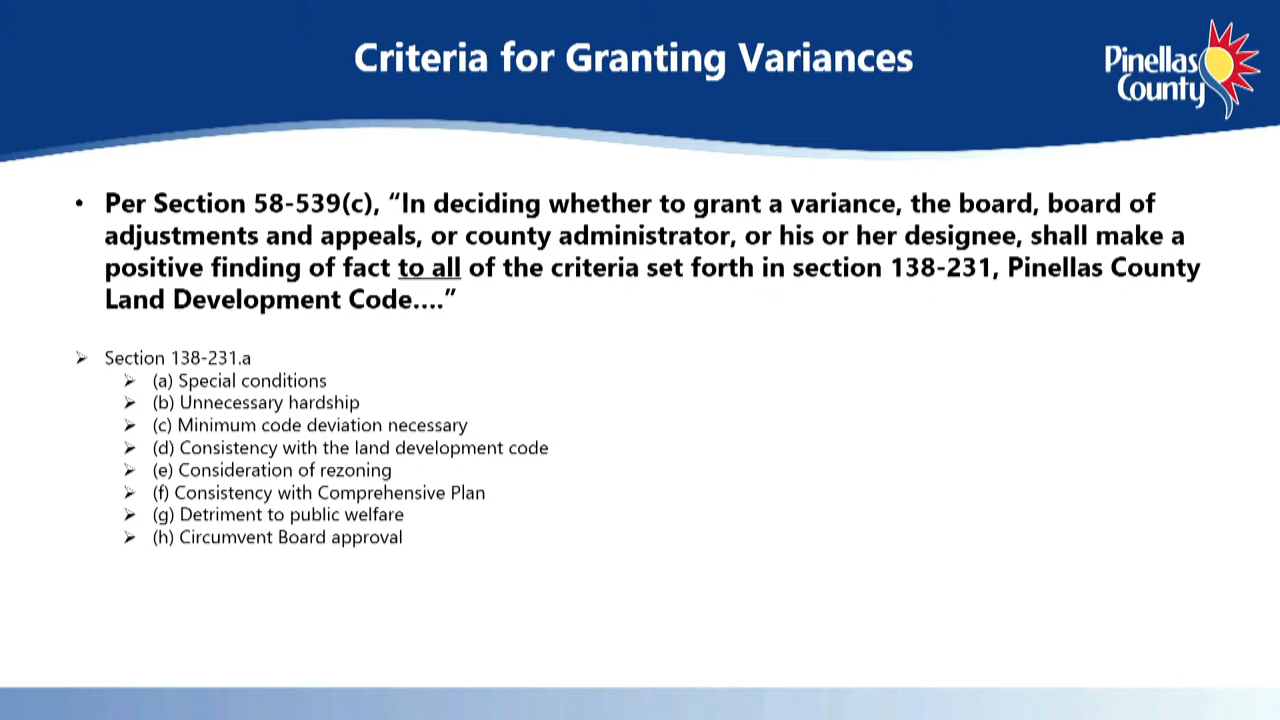 Criteria for Granting Variances
Pinellas
County
• Per Section 58-539(c), “In deciding whether to grant a variance, the board, board of
adjustments and appeals, or county administrator, or his or her designee, shall make a
positive finding of fact to all of the criteria set forth in section 138-231, Pinellas County
Land Development Code....”
➢ Section 138-231.a
➢ (a) Special conditions
➢ (b) Unnecessary hardship
➢ (c) Minimum code deviation necessary
➢ (d) Consistency with the land development code
➢ (e) Consideration of rezoning
➢ (f) Consistency with Comprehensive Plan
➢ (g) Detriment to public welfare
➢ (h) Circumvent Board approval